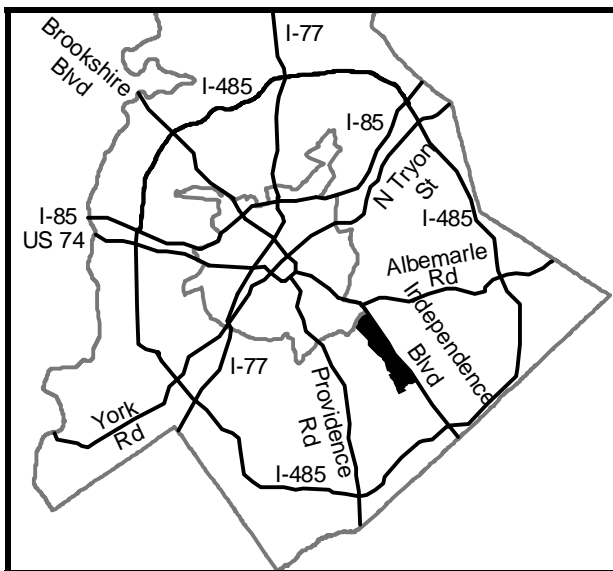 I-77
Brookshire
Blvd
I-485
I-85
N Tryon
St
I-85
US 74
I-485
Albemarle
Rd
Independence
Blvd
I-77
Providence
Rd
York
Rd
I-485